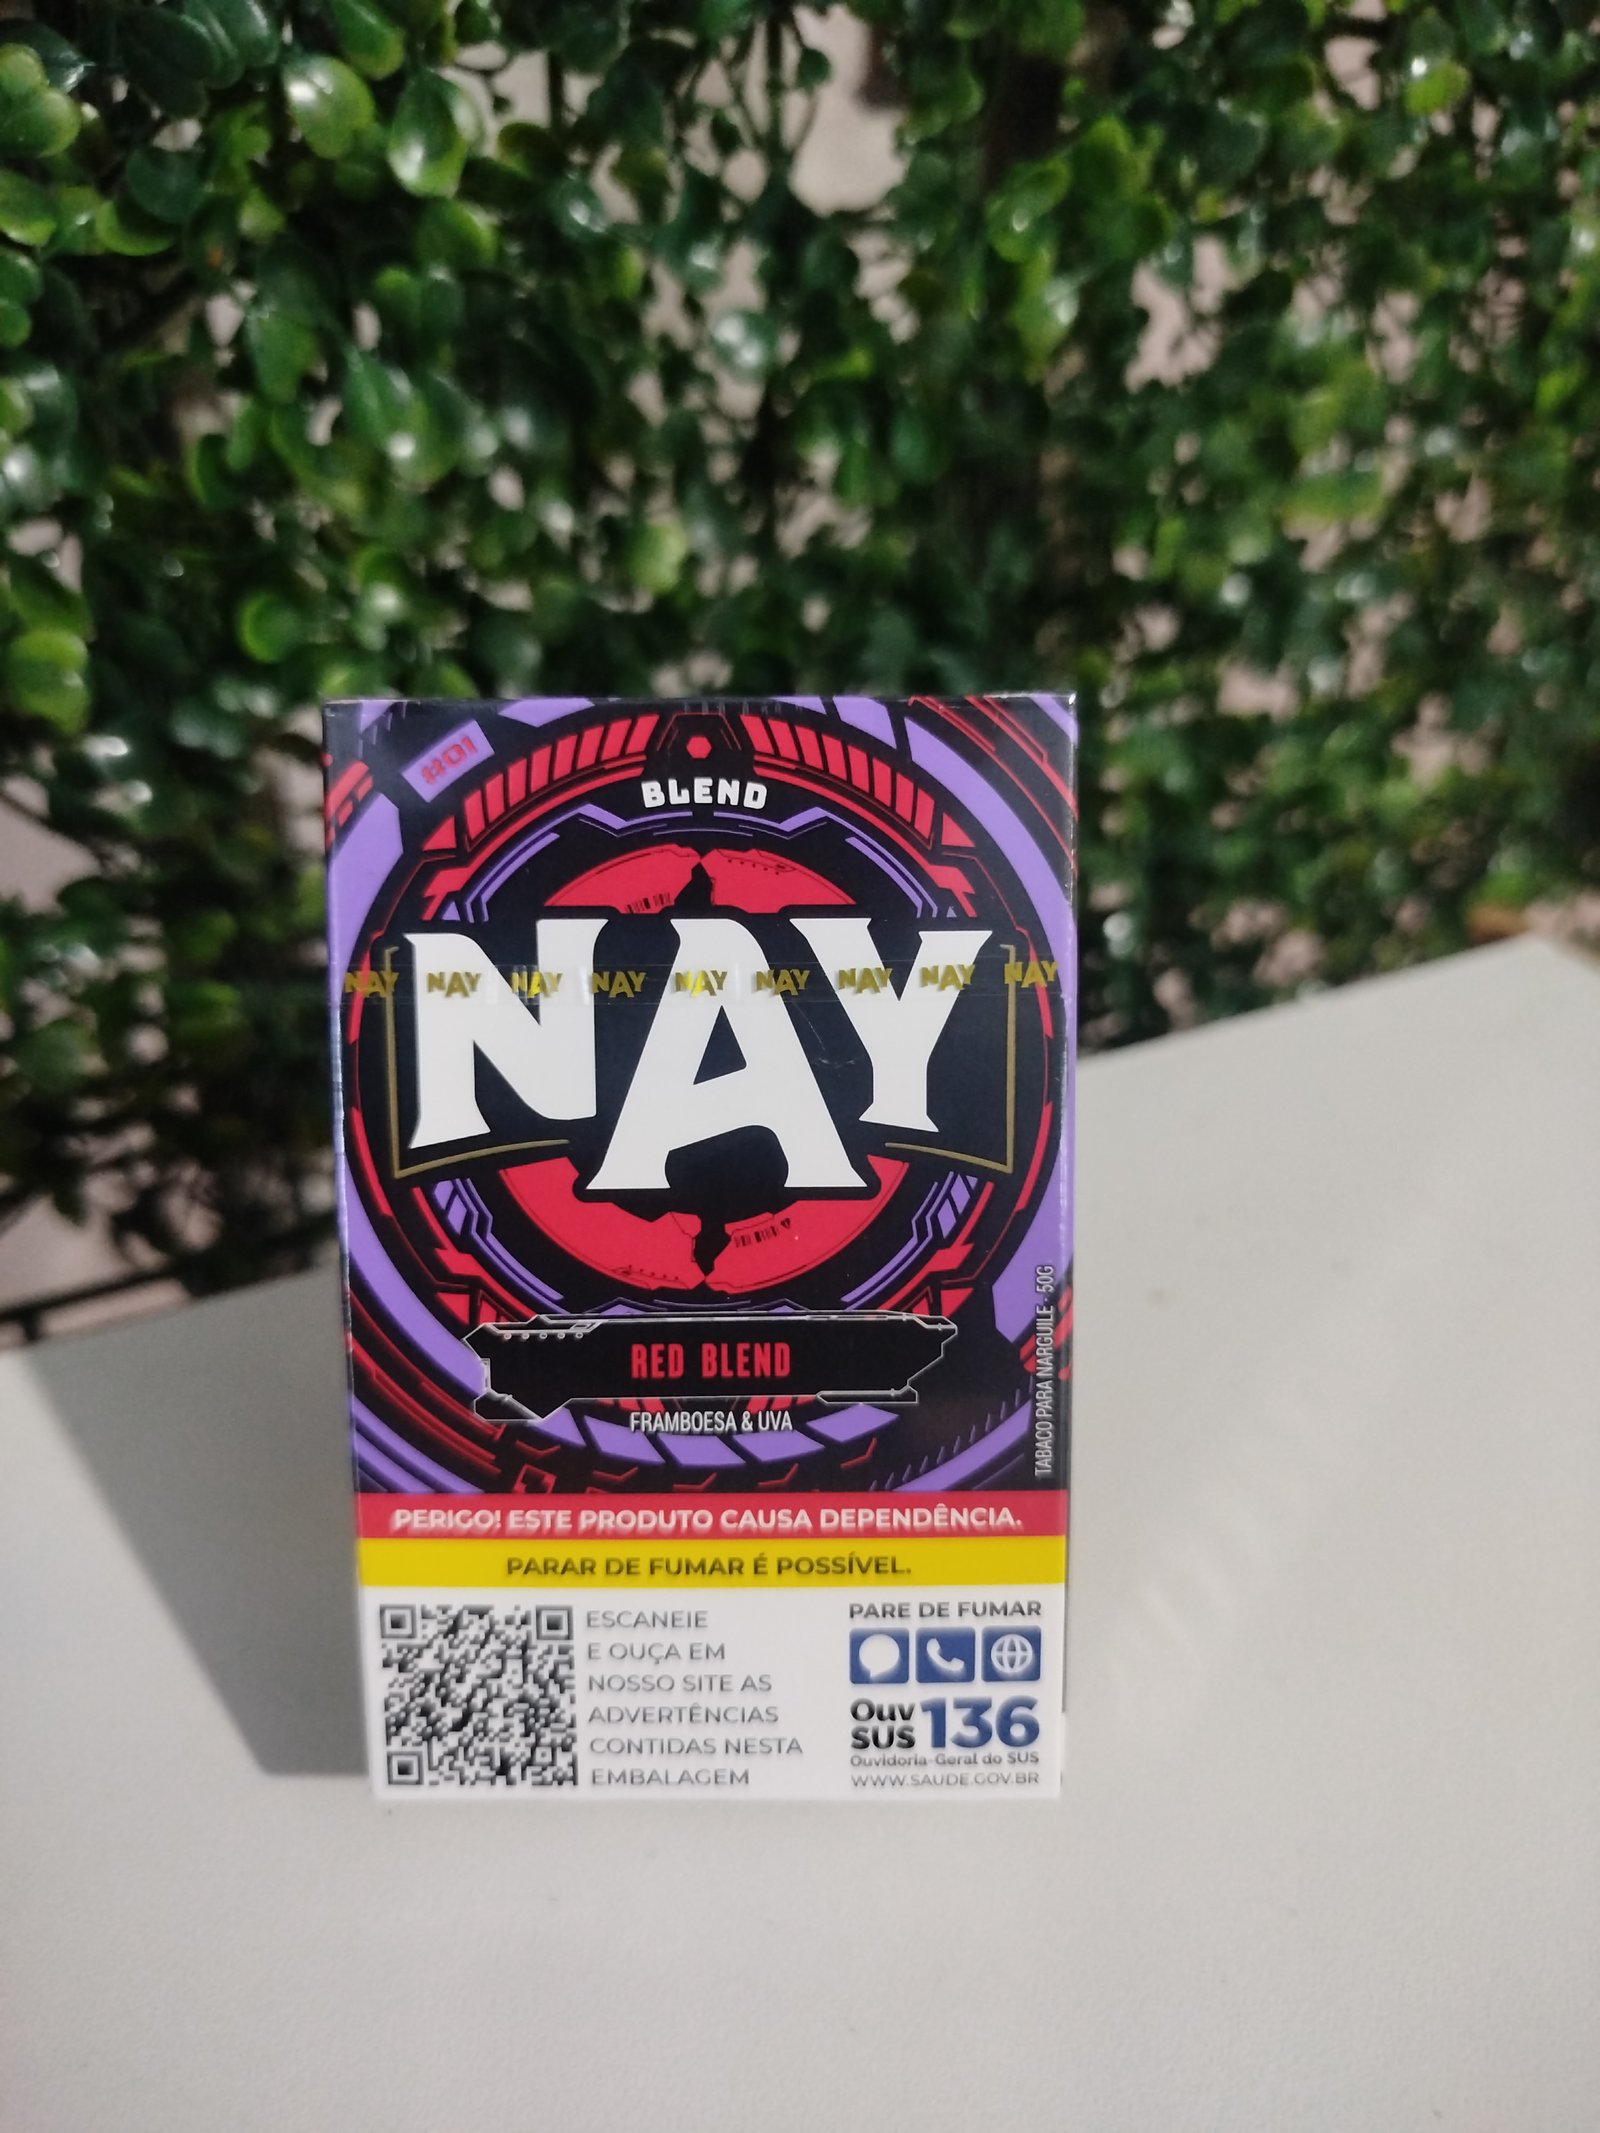 #01
BLEND
NAY
NAY NAY NAY NAY NAY NAY NAY NAY NAY
RED BLEND
FRAMBOESA & UVA
TABACO PARA NARGUILE - 50G
PERIGO! ESTE PRODUTO CAUSA DEPENDÊNCIA.
PARAR DE FUMAR É POSSÍVEL.
ESCANEIE
E OUÇA EM
NOSSO SITE AS
ADVERTÊNCIAS
CONTIDAS NESTA
EMBALAGEM
PARE DE FUMAR
Ouv
SUS 136
Ouvidoria-Geral do SUS
WWW.SAUDE.GOV.BR